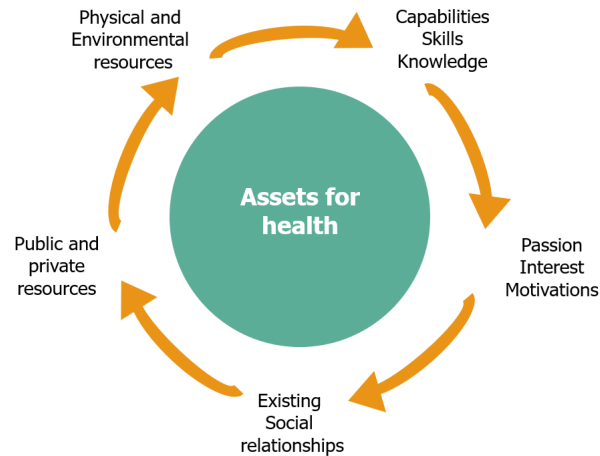 Physical and
Environmental
resources
Capabilities
Skills
Knowledge
Assets for
health
Public and
private
resources
Passion
Interest
Motivations
Existing
Social
relationships